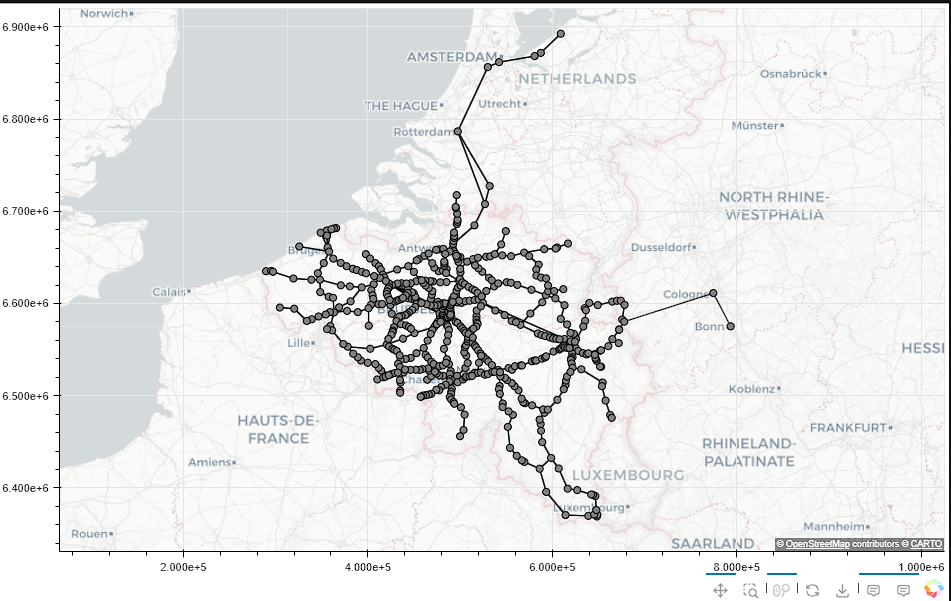 Norwich
6.900e+6
AMSTERDAM
NETHERLANDS
Osnabrück
THE HAGUE
Utrecht
6.800e+6
Rotterdam
Münster
NORTH RHINE-
WESTPHALIA
6.700e+6
Antw
Dusseldorf
Calais
Cologne
6.600e+6
Bonn
Lille
HESSI
Koblenz
6.500e+6
HAUTS-DE-
FRANCE
FRANKFURT
RHINELAND-
PALATINATE
Amiens
LUXEMBOURG
6.400e+6
Luxembourg
Mannheim
Rouen
SAARLAND
© OpenStreetMap contributors © CARTO
2.000e+5
4.000e+5
6.000e+5
8.000e+5
1.000e+6